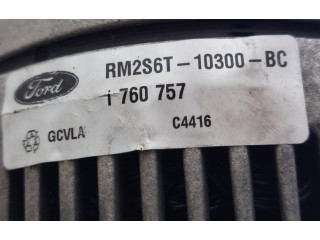 Ford
RM2S6T-10300-BC
1 760 757
GCVLA
C4416